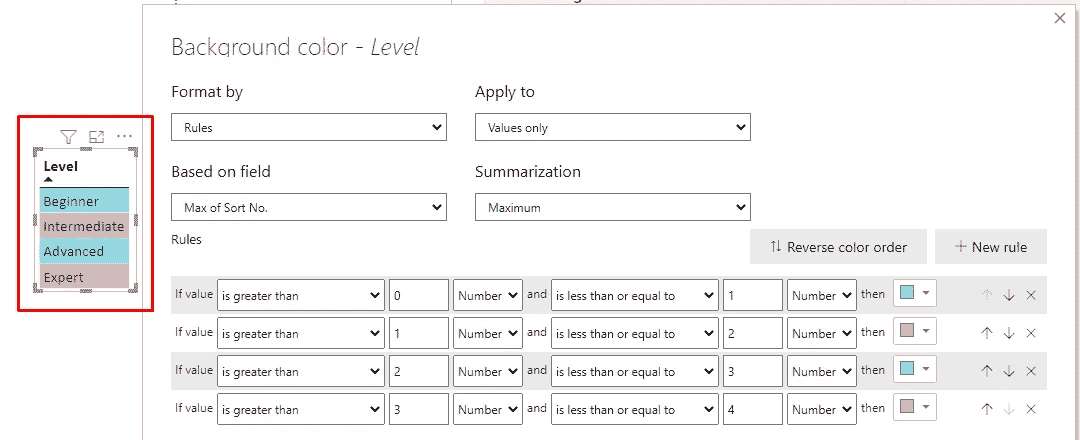 Background color - Level
Format by Apply to
Rules Values only
Based on field Summarization
Max of Sort No. Maximum
Rules Reverse color order New rule
Level
Beginner
Intermediate
Advanced
Expert
If value is greater than 0 Number and is less than or equal to 1 Number then
If value is greater than 1 Number and is less than or equal to 2 Number then
If value is greater than 2 Number and is less than or equal to 3 Number then
If value is greater than 3 Number and is less than or equal to 4 Number then